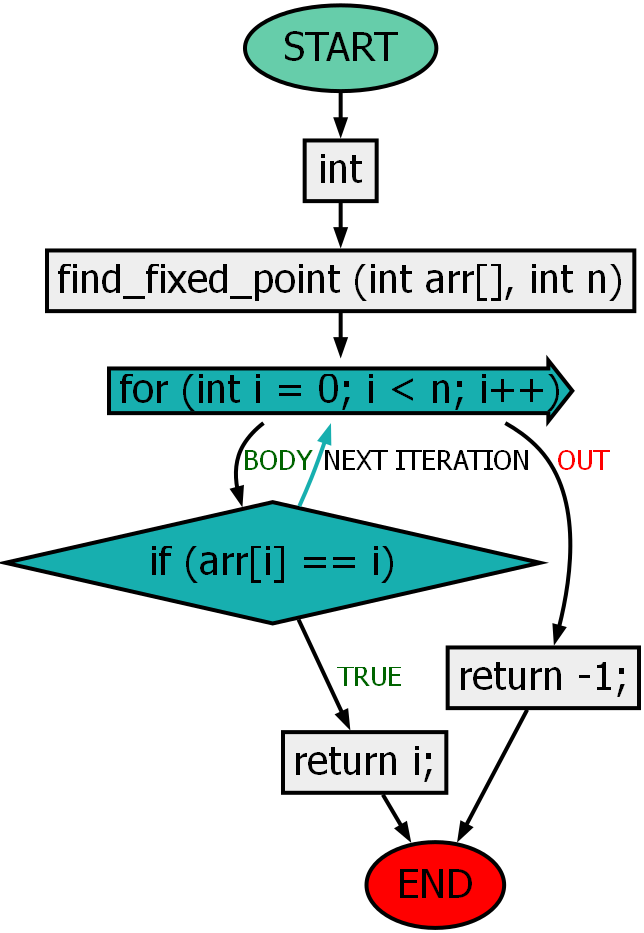 START
int
find_fixed_point (int arr[], int n)
for (int i = 0; i < n; i++)
BODY
NEXT ITERATION
OUT
if (arr[i] == i)
TRUE
return -1;
return i;
END